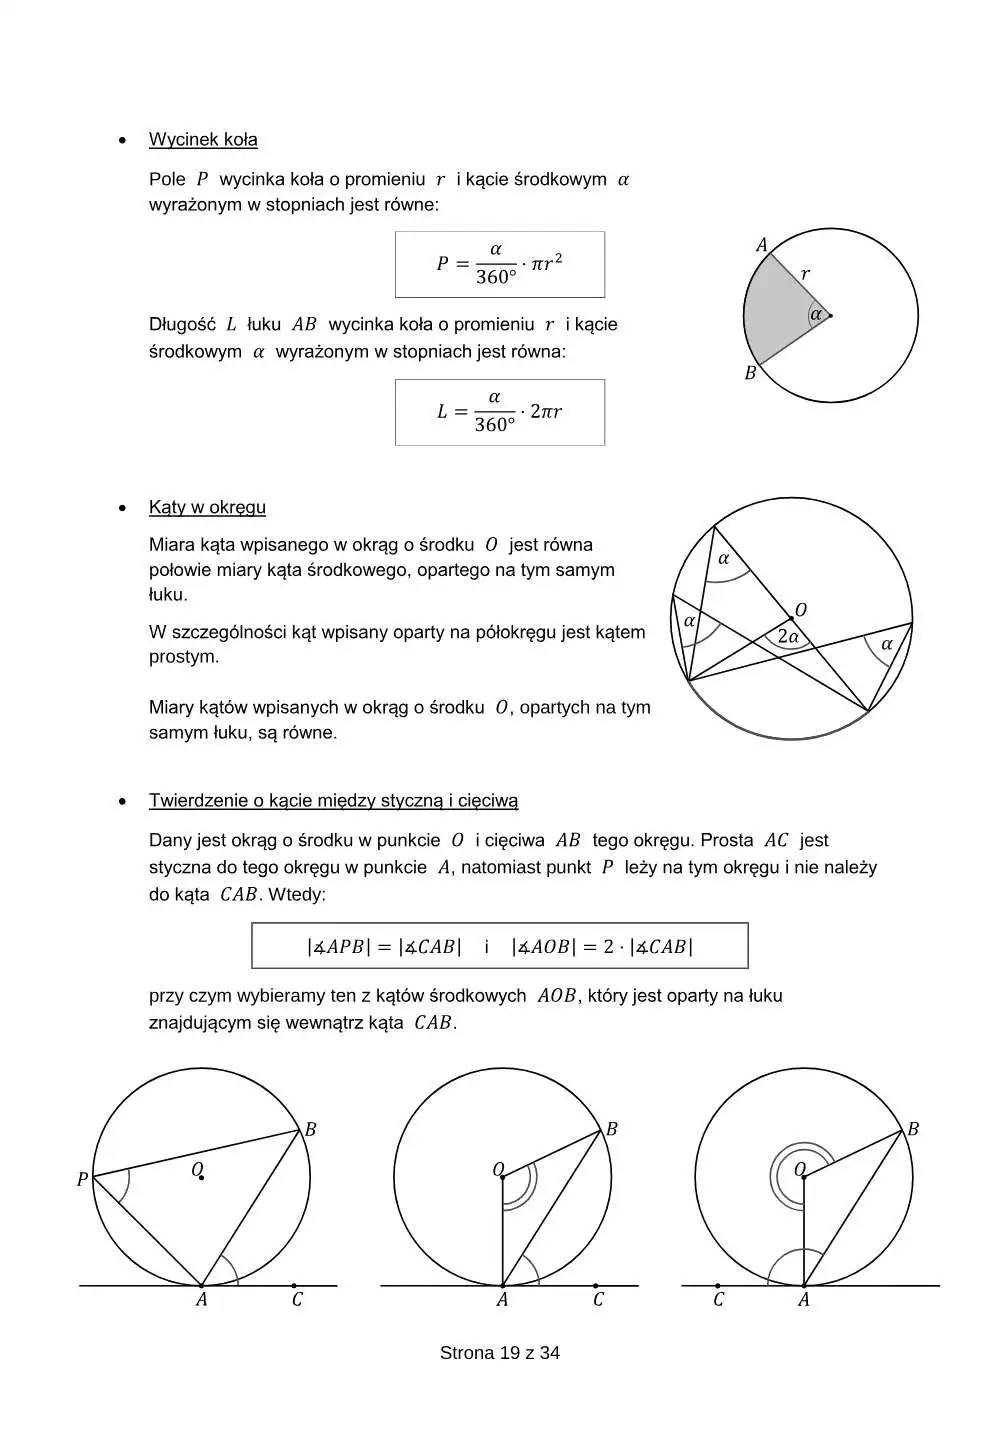 • Wycinek koła
Pole P wycinka koła o promieniu r i kącie środkowym α
wyrażonym w stopniach jest równe:
P = α/360° · πr²
Długość L łuku AB wycinka koła o promieniu r i kącie
środkowym α wyrażonym w stopniach jest równa:
L = α/360° · 2πr
A
r
α
B
• Kąty w okręgu
Miara kąta wpisanego w okrąg o środku O jest równa
połowie miary kąta środkowego, opartego na tym samym
łuku.
W szczególności kąt wpisany oparty na półokręgu jest kątem
prostym.
Miary kątów wpisanych w okrąg o środku O, opartych na tym
samym łuku, są równe.
α
O
α
2α
α
• Twierdzenie o kącie między styczną i cięciwą
Dany jest okrąg o środku w punkcie O i cięciwa AB tego okręgu. Prosta AC jest
styczna do tego okręgu w punkcie A, natomiast punkt P leży na tym okręgu i nie należy
do kąta CAB. Wtedy:
|∡APB| = |∡CAB| i |∡AOB| = 2 · |∡CAB|
przy czym wybieramy ten z kątów środkowych AOB, który jest oparty na łuku
znajdującym się wewnątrz kąta CAB.
B
O
P
A
C
B
O
A
C
B
O
C
A
Strona 19 z 34